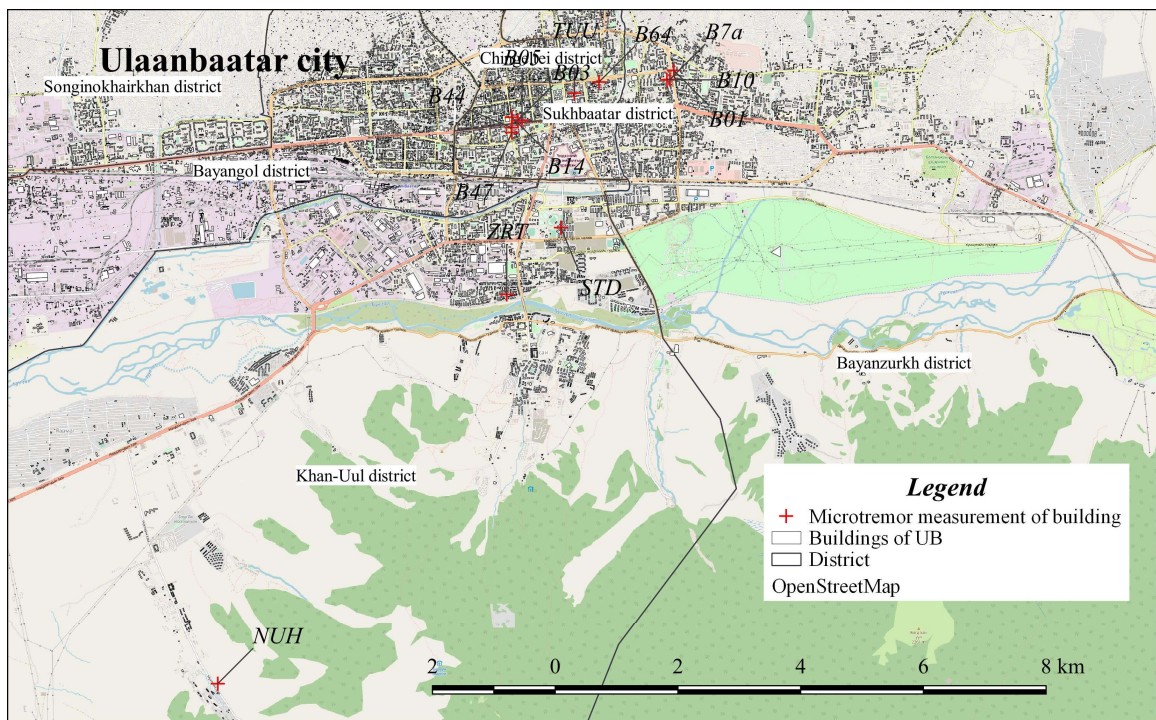 TUU
B64
B7a
Ulaanbaatar city
B05
B03
Songinokhairkhan district
B10
B44
Sukhbaatar district
B01
B14
Bayangol district
B47
ZRT
STD
Bayanzurkh district
Khan-Uul district
Legend
Microtremor measurement of building
Buildings of UB
District
OpenStreetMap
NUH
2 0 2 4 6 8 km